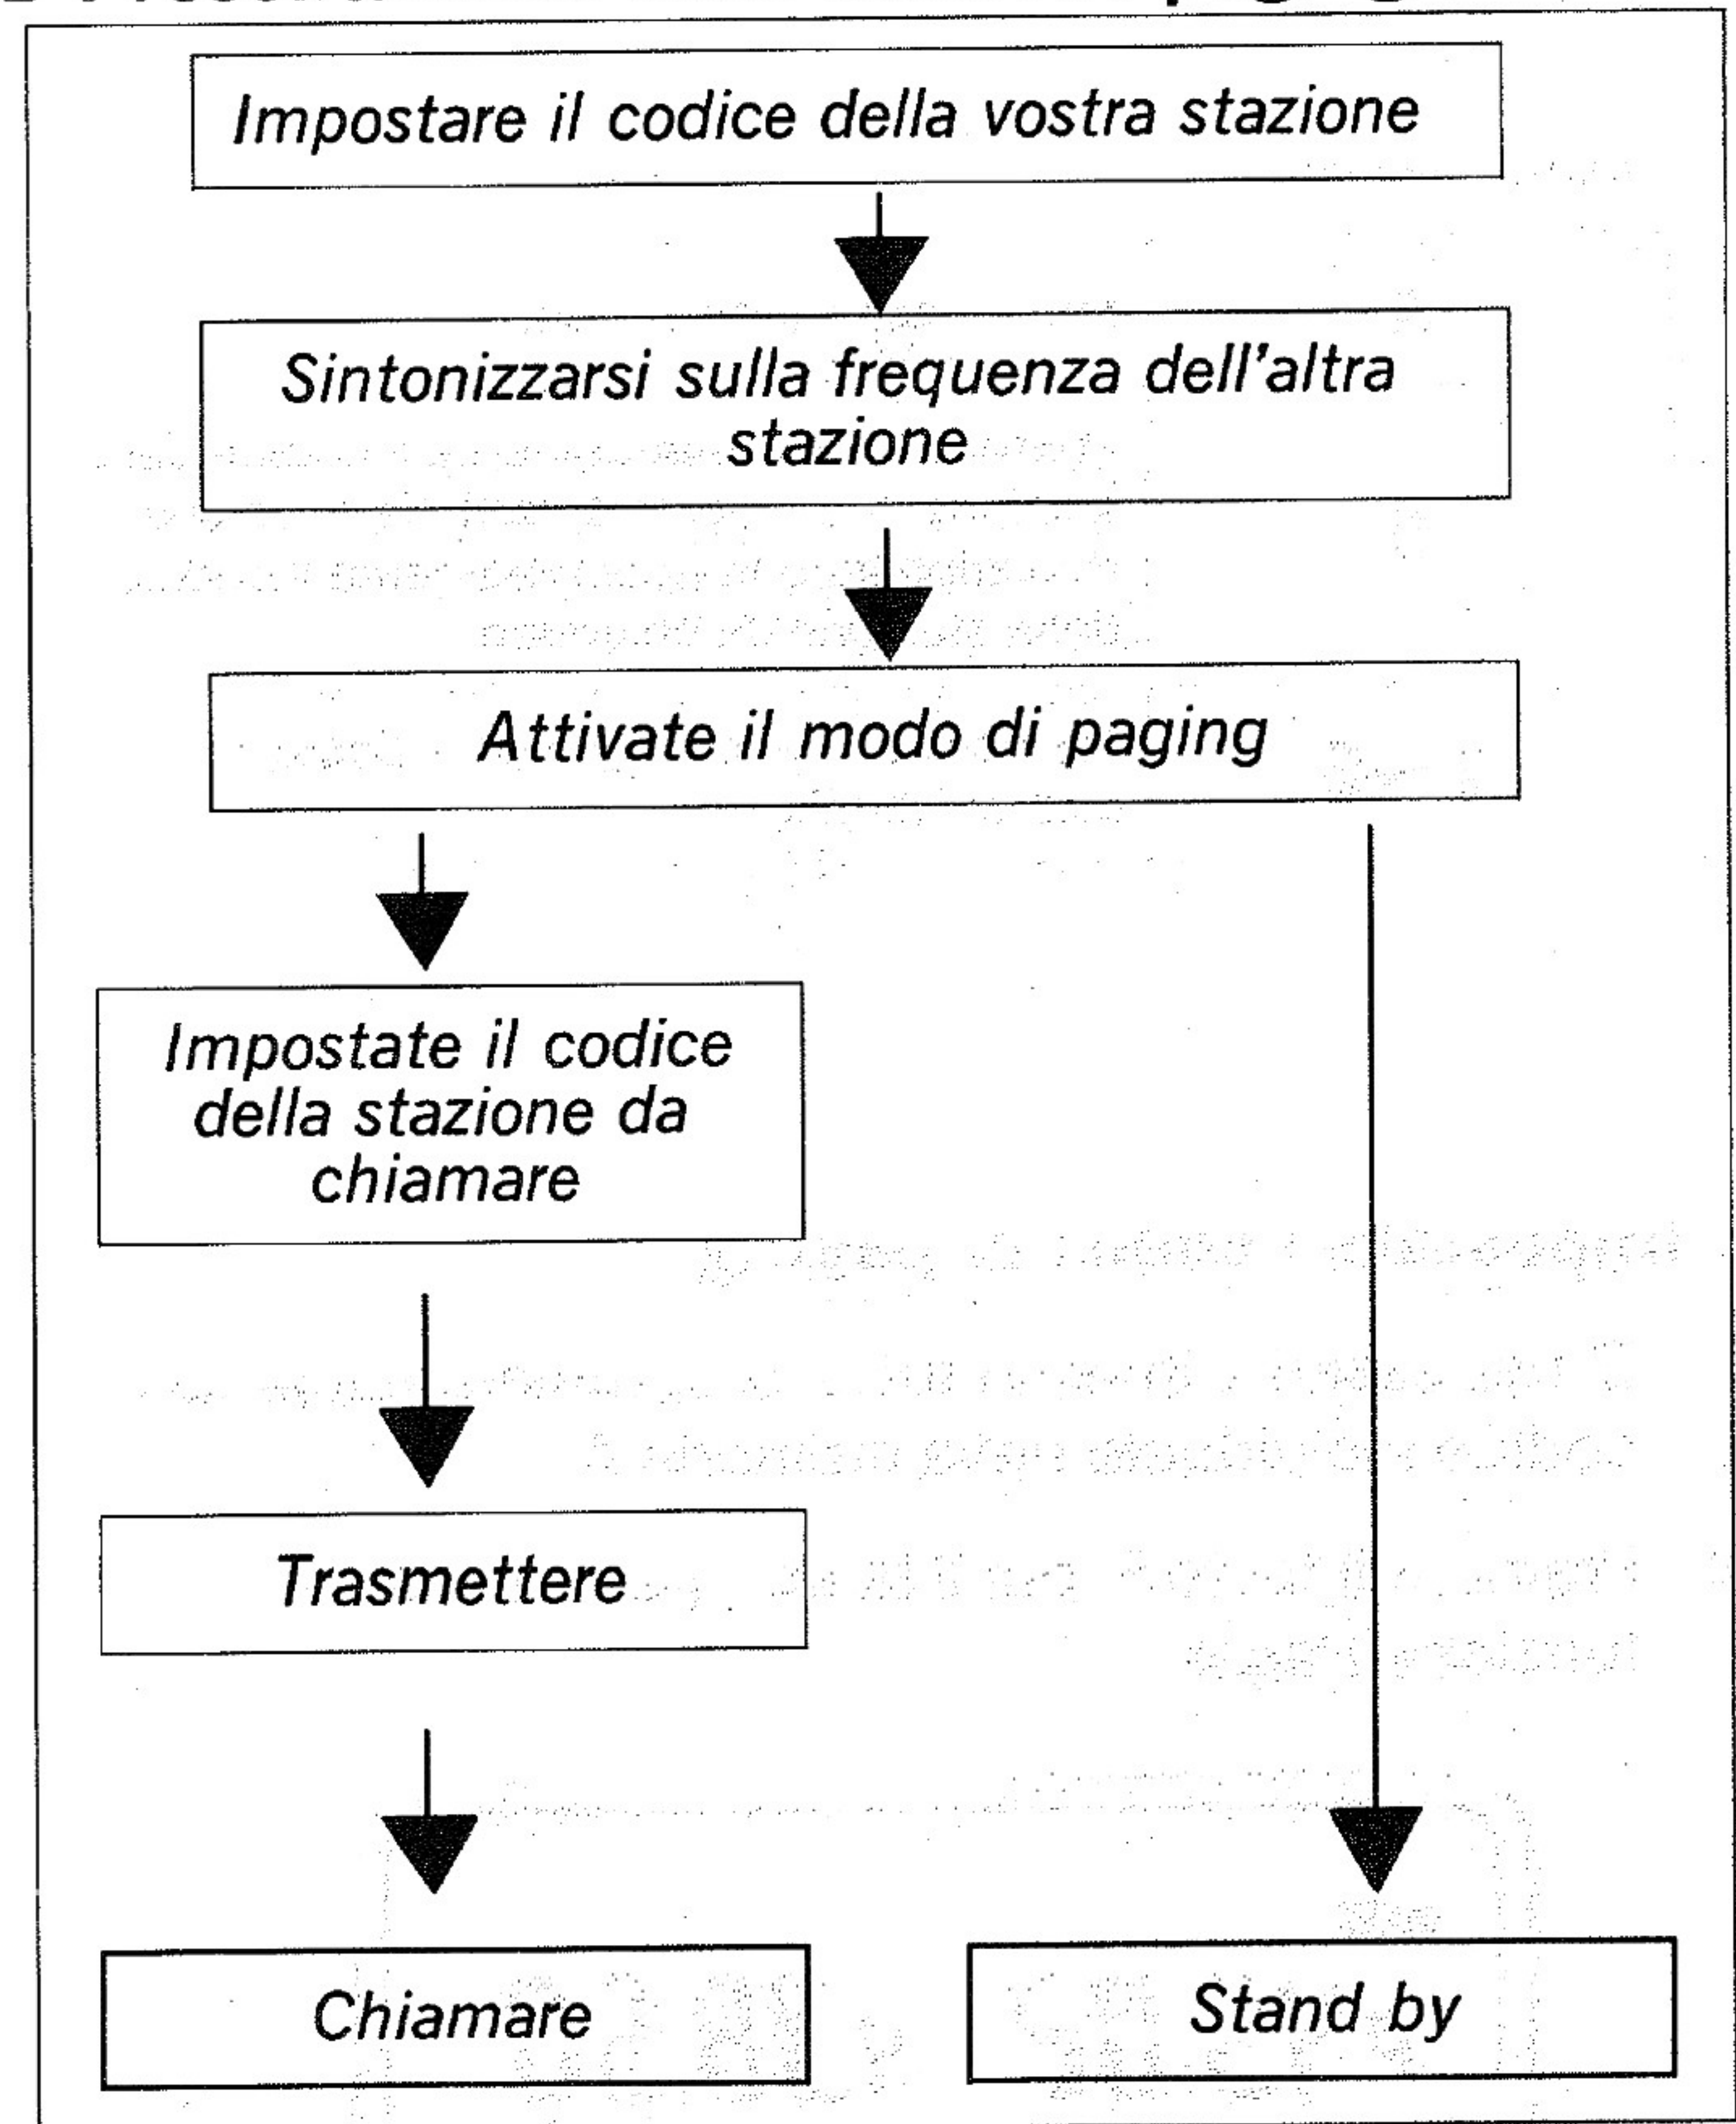 Impostare il codice della vostra stazione
Sintonizzarsi sulla frequenza dell'altra
stazione
Attivate il modo di paging
Impostate il codice
della stazione da
chiamare
Trasmettere
Chiamare
Stand by